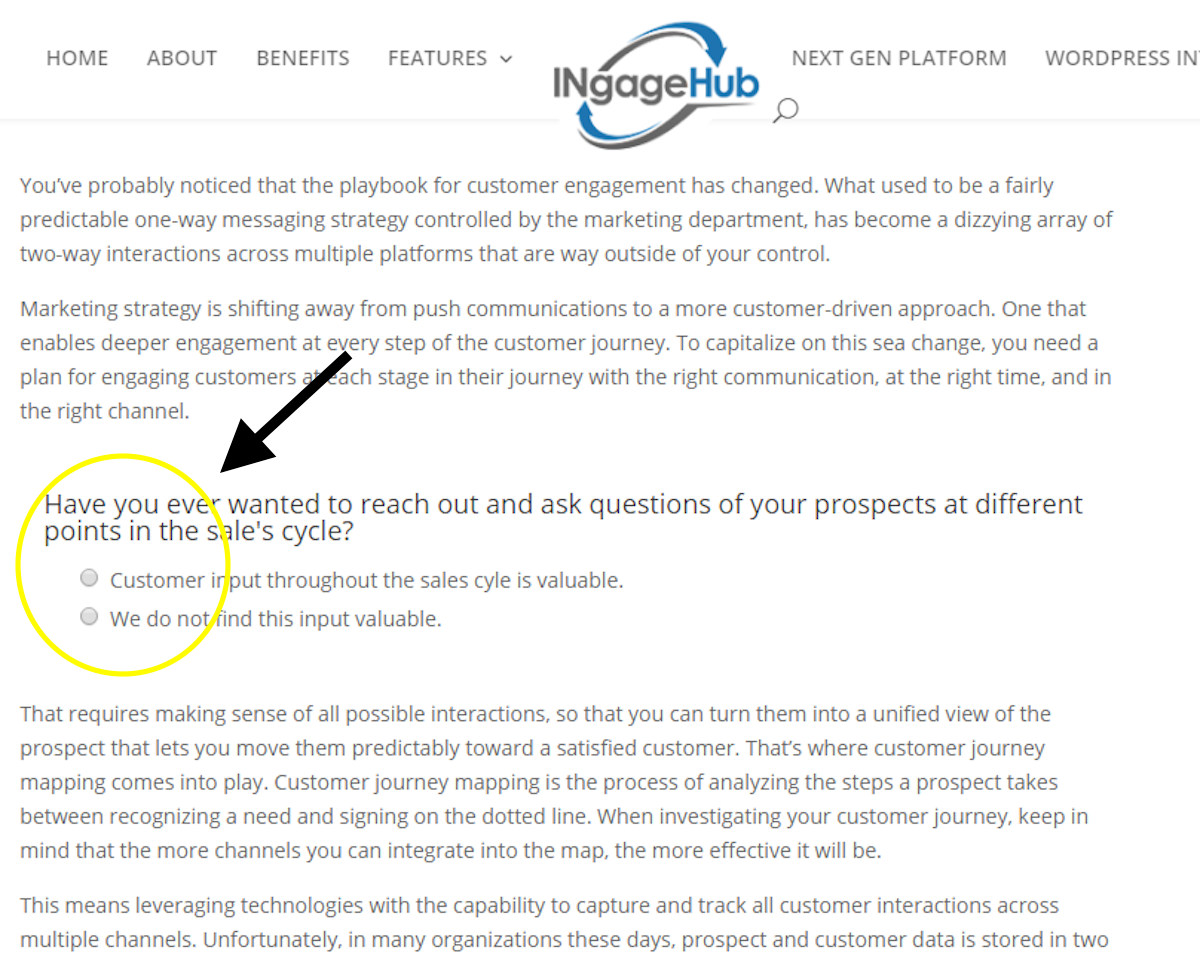 HOME ABOUT BENEFITS FEATURES INgageHub NEXT GEN PLATFORM WORDPRESS IN
You've probably noticed that the playbook for customer engagement has changed. What used to be a fairly
predictable one-way messaging strategy controlled by the marketing department, has become a dizzying array of
two-way interactions across multiple platforms that are way outside of your control.
Marketing strategy is shifting away from push communications to a more customer-driven approach. One that
enables deeper engagement at every step of the customer journey. To capitalize on this sea change, you need a
plan for engaging customers at each stage in their journey with the right communication, at the right time, and in
the right channel.
Have you ever wanted to reach out and ask questions of your prospects at different
points in the sale's cycle?
Customer input throughout the sales cyle is valuable.
We do not find this input valuable.
That requires making sense of all possible interactions, so that you can turn them into a unified view of the
prospect that lets you move them predictably toward a satisfied customer. That's where customer journey
mapping comes into play. Customer journey mapping is the process of analyzing the steps a prospect takes
between recognizing a need and signing on the dotted line. When investigating your customer journey, keep in
mind that the more channels you can integrate into the map, the more effective it will be.
This means leveraging technologies with the capability to capture and track all customer interactions across
multiple channels. Unfortunately, in many organizations these days, prospect and customer data is stored in two